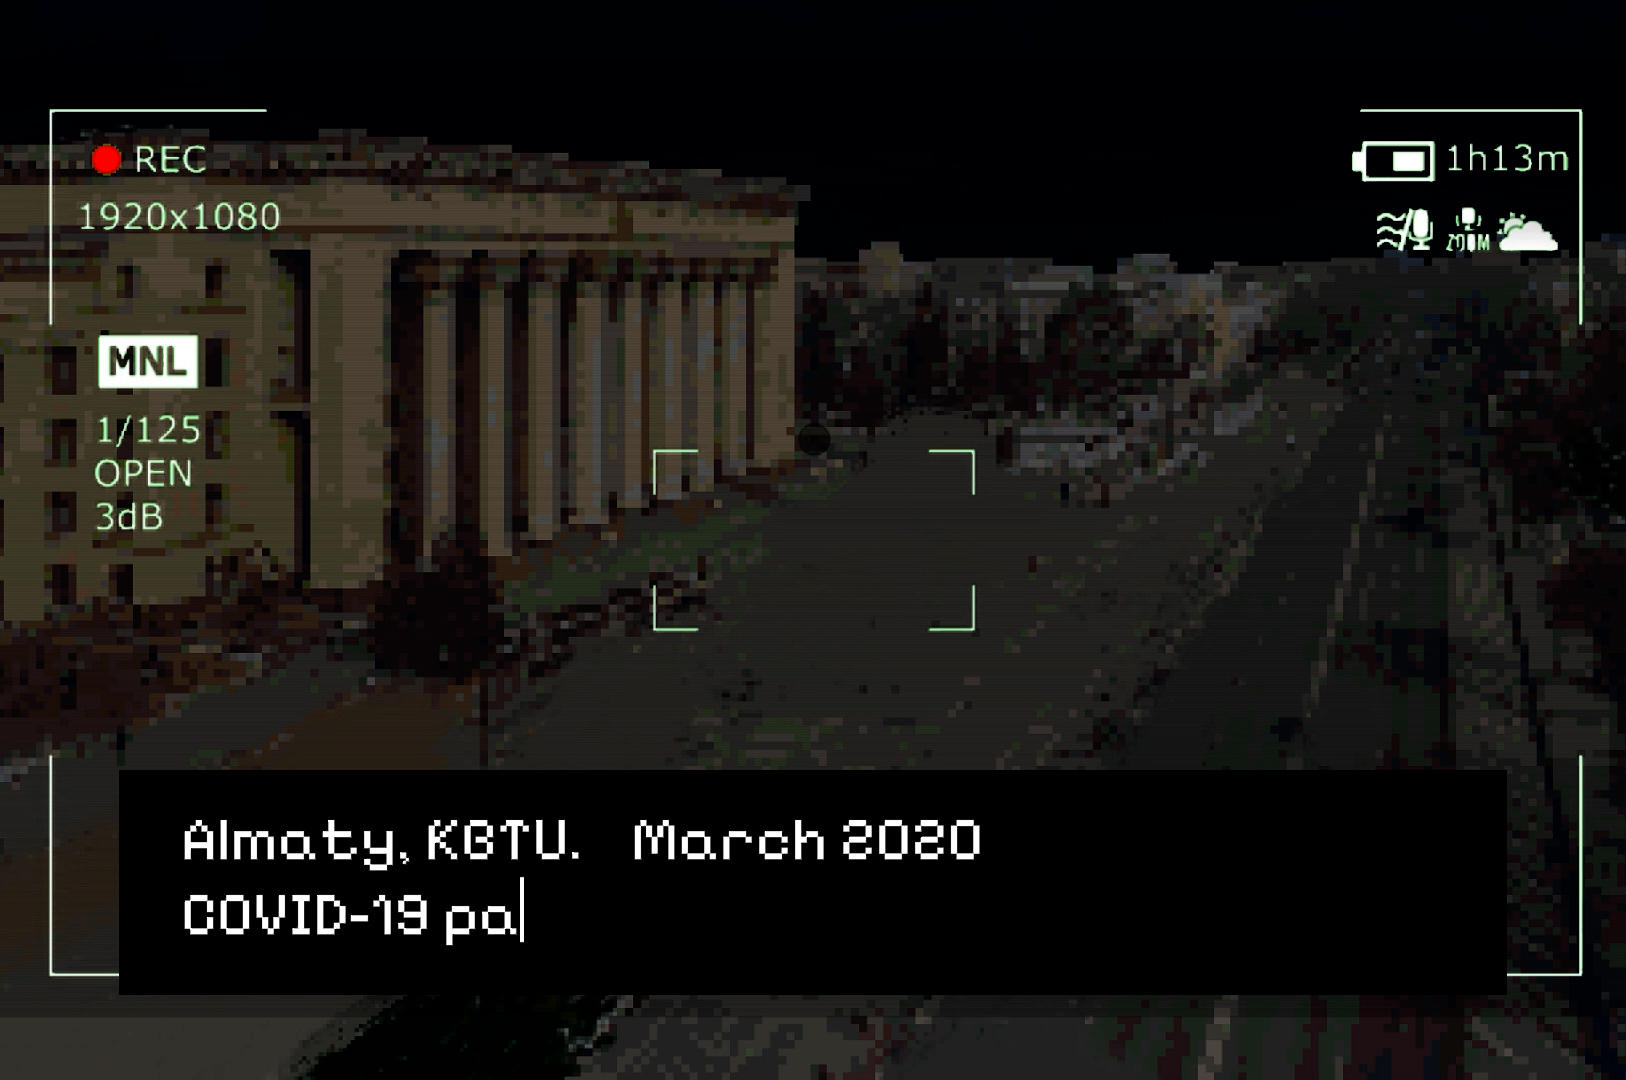 REC
1h13m
1920x1080
ZOOM
MNL
1/125
OPEN
3dB
Almaty, KBTU. March 2020
COVID-19 pa